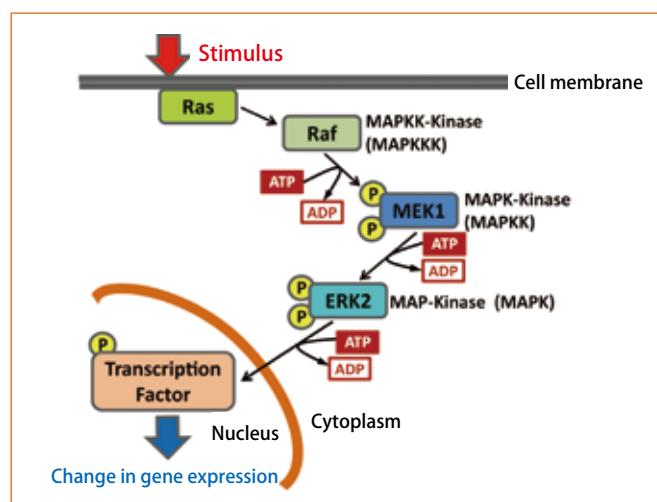 Stimulus
Cell membrane
Ras
Raf
MAPKK-Kinase
(MAPKKK)
ATP
ADP
P
P
MEK1
MAPK-Kinase
(MAPKK)
ATP
ADP
P
P
ERK2
MAP-Kinase (MAPK)
ATP
ADP
P
Transcription
Factor
Nucleus
Cytoplasm
Change in gene expression